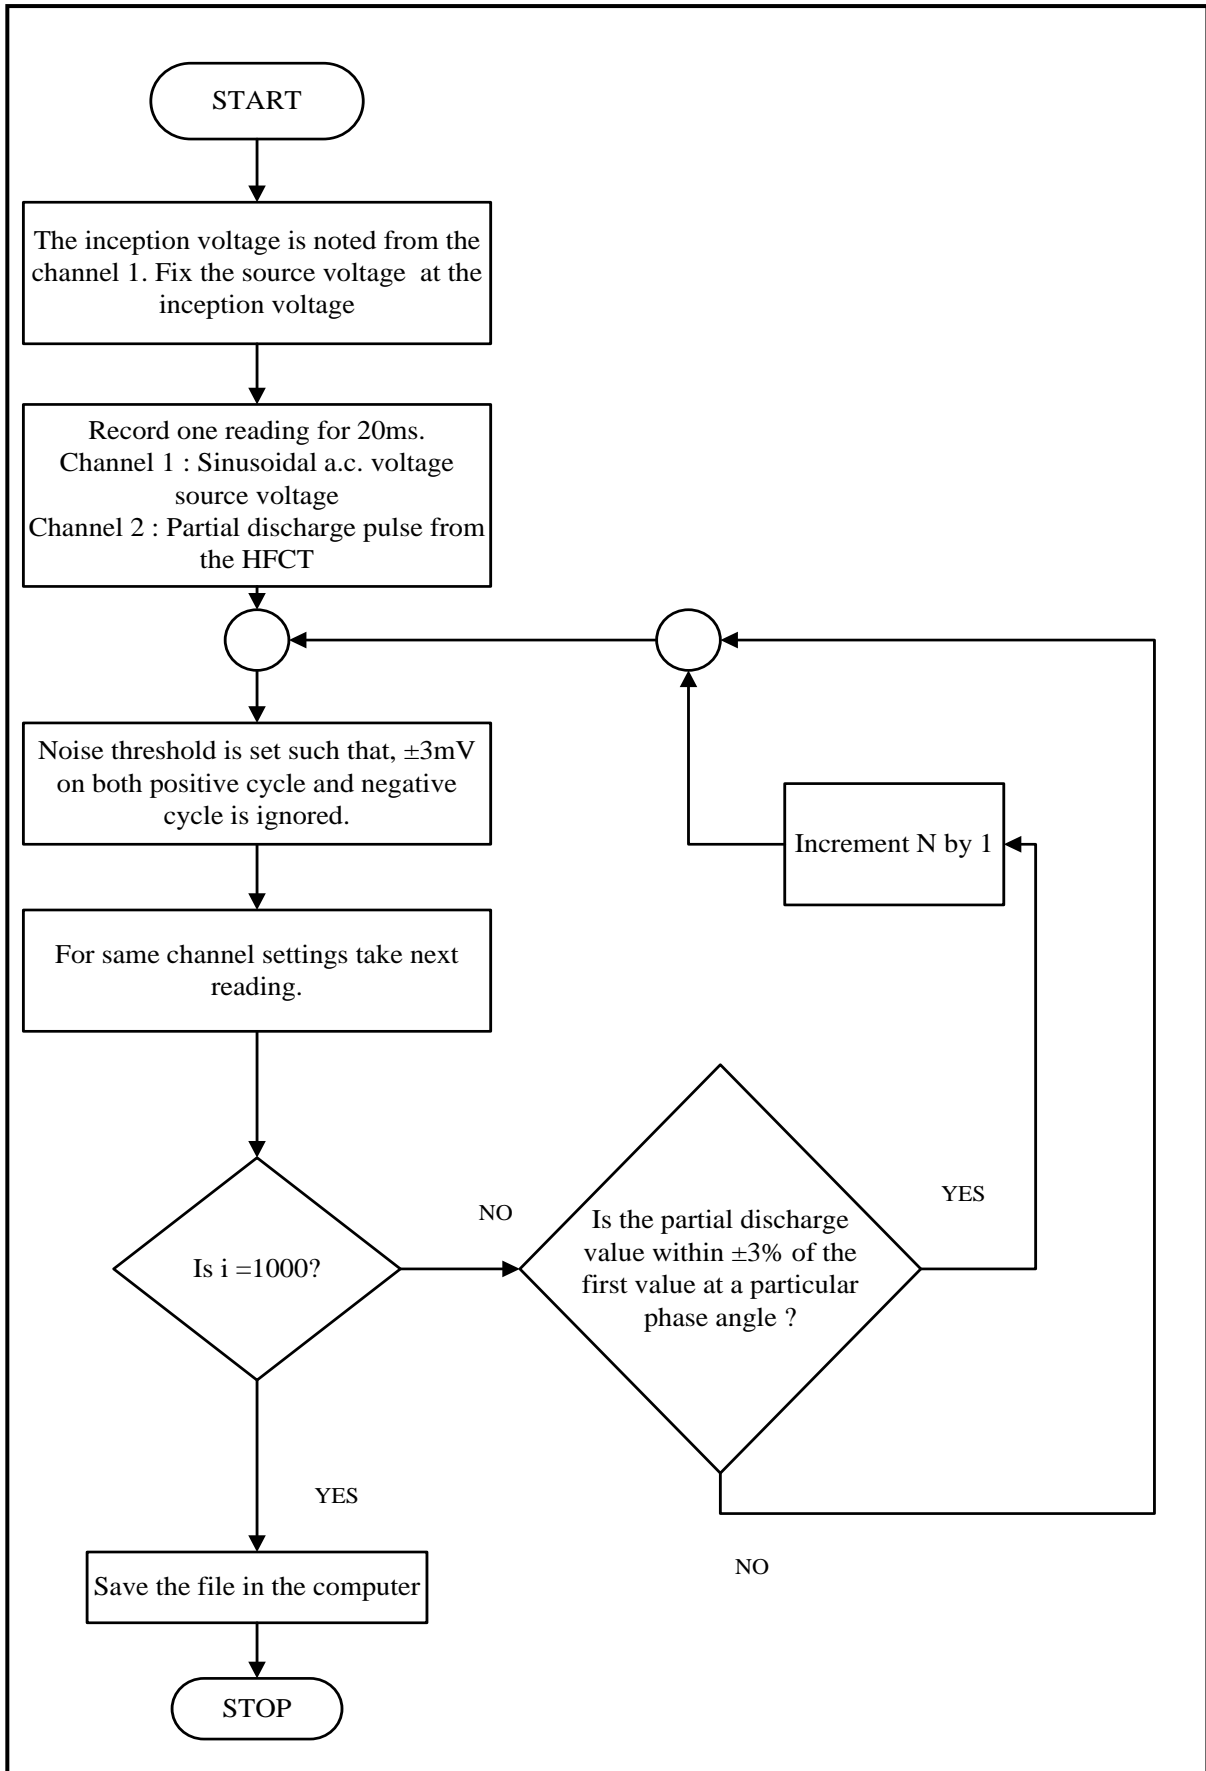 START
The inception voltage is noted from the
channel 1. Fix the source voltage at the
inception voltage
Record one reading for 20ms.
Channel 1 : Sinusoidal a.c. voltage
source voltage
Channel 2 : Partial discharge pulse from
the HFCT
Noise threshold is set such that, ±3mV
on both positive cycle and negative
cycle is ignored.
Increment N by 1
For same channel settings take next
reading.
Is i =1000?
NO
Is the partial discharge
value within ±3% of the
first value at a particular
phase angle ?
YES
YES
NO
Save the file in the computer
STOP